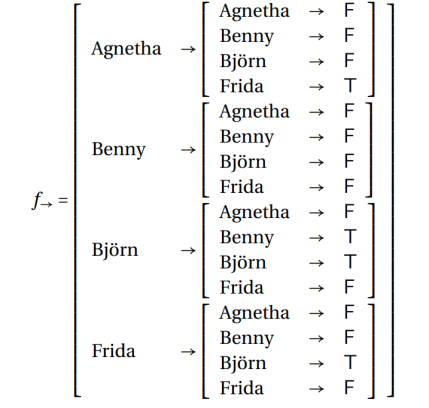 Agnetha → F
Benny → F
Agnetha → Björn → F
Frida → T
Agnetha → F
Benny → F
Benny → Björn → F
Frida → F
f→ =
Agnetha → F
Benny → T
Björn → Björn → T
Frida → F
Agnetha → F
Benny → F
Frida → Björn → T
Frida → F